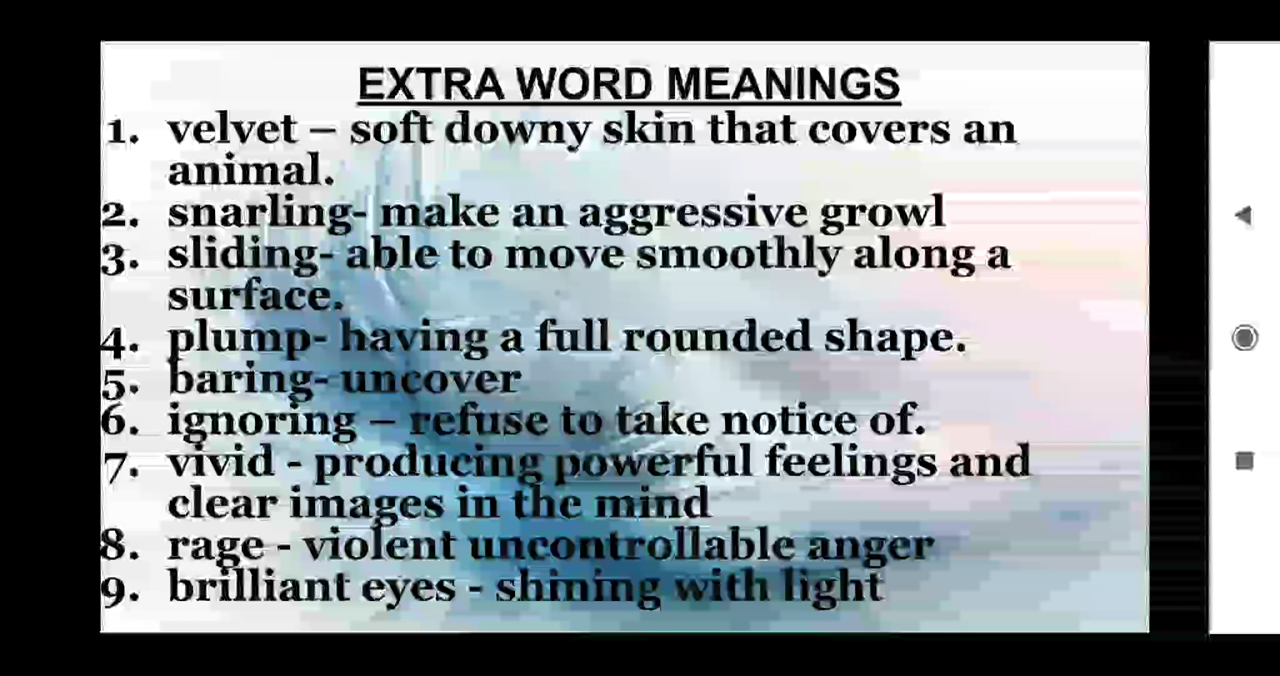 EXTRA WORD MEANINGS
1. velvet – soft downy skin that covers an
animal.
2. snarling- make an aggressive growl
3. sliding- able to move smoothly along a
surface.
4. plump- having a full rounded shape.
5. baring- uncover
6. ignoring – refuse to take notice of.
7. vivid - producing powerful feelings and
clear images in the mind
8. rage - violent uncontrollable anger
9. brilliant eyes - shining with light